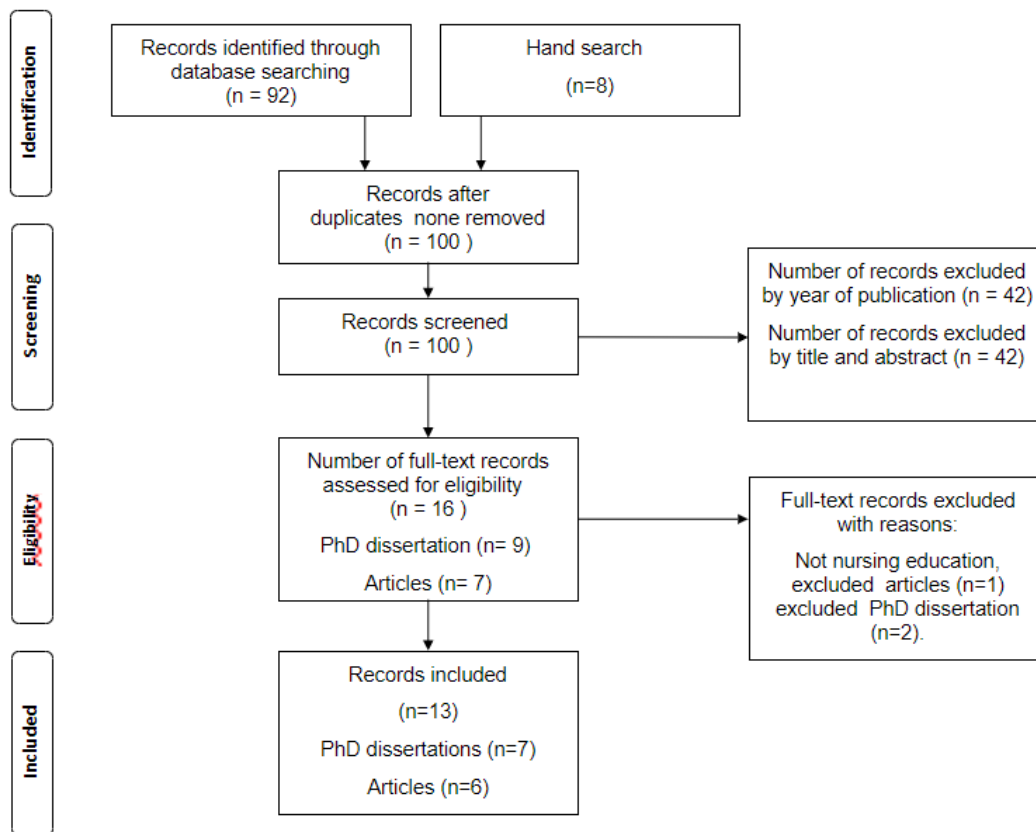 Identification
Records identified through
database searching
(n = 92)
Hand search
(n=8)
Records after
duplicates none removed
(n = 100 )
Screening
Records screened
(n = 100 )
Number of records excluded
by year of publication (n = 42)
Number of records excluded
by title and abstract (n = 42)
Eligibility
Number of full-text records
assessed for eligibility
(n = 16 )
PhD dissertation (n= 9)
Articles (n= 7)
Full-text records excluded
with reasons:
Not nursing education,
excluded articles (n=1)
excluded PhD dissertation
(n=2).
Included
Records included
(n=13)
PhD dissertations (n=7)
Articles (n=6)